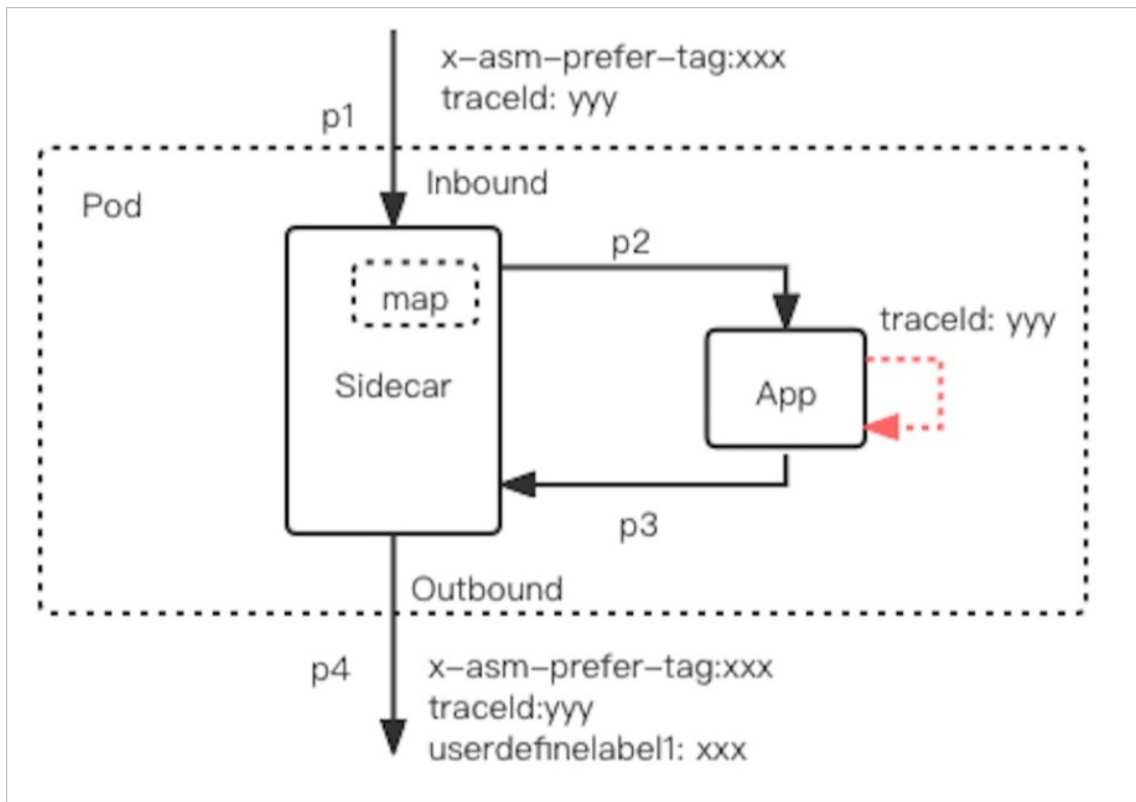 x–asm–prefer–tag:xxx
traceId: yyy
p1
Inbound
Pod
p2
map
traceId: yyy
Sidecar
App
p3
Outbound
p4
x–asm–prefer–tag:xxx
traceId:yyy
userdefinelabel1: xxx